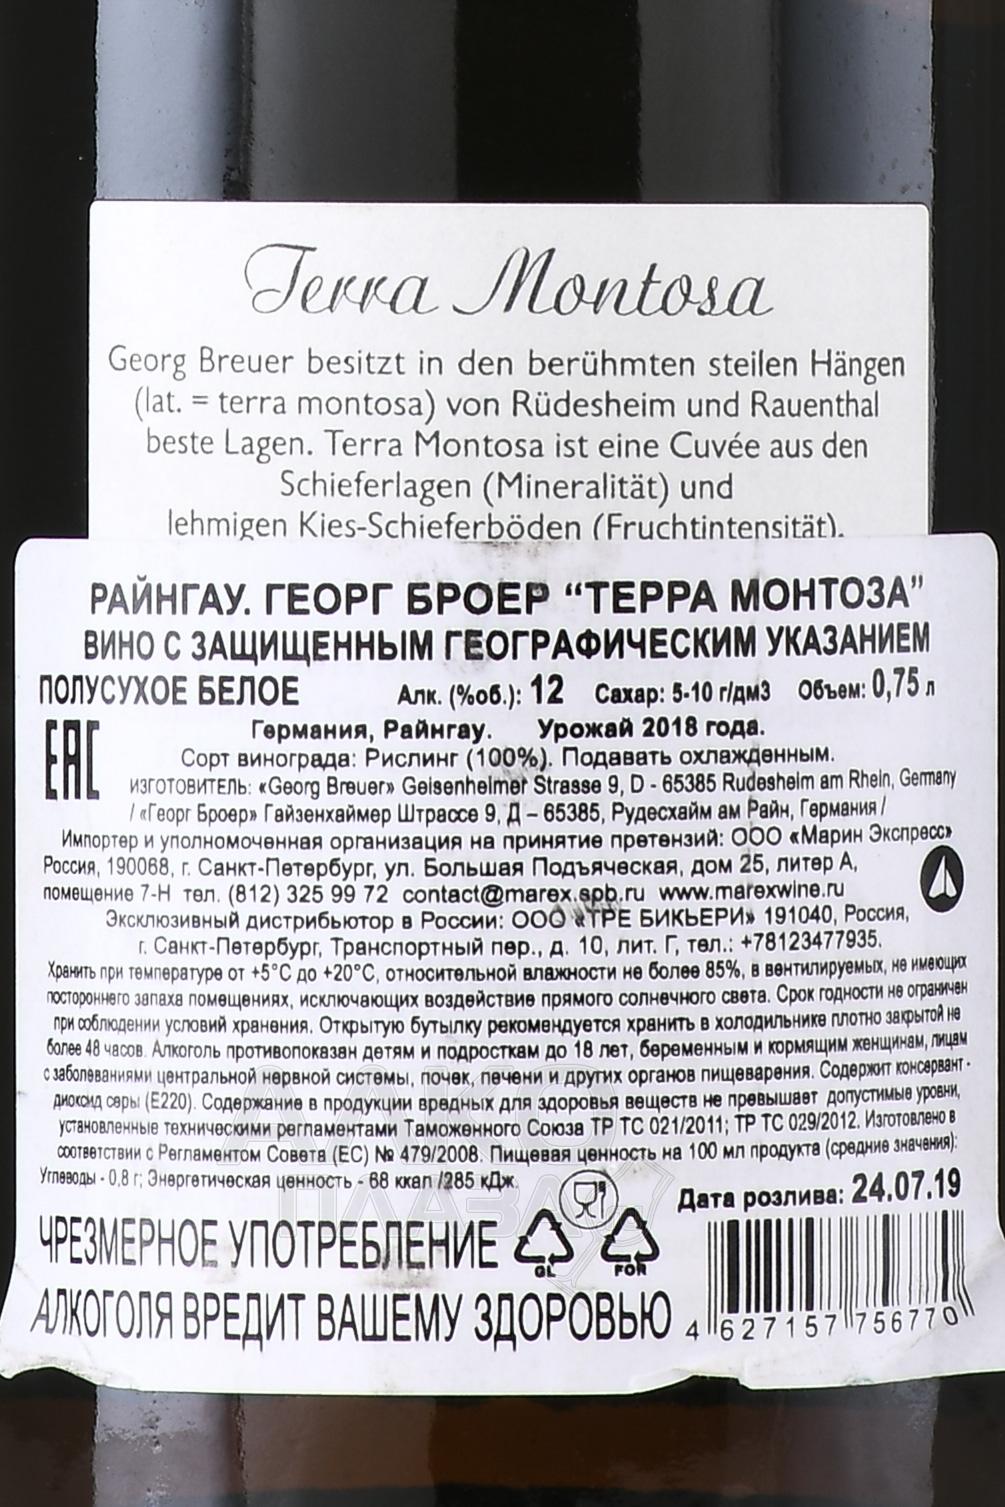 Terra Montosa
Georg Breuer besitzt in den berühmten steilen Hängen
(lat. = terra montosa) von Rüdesheim und Rauenthal
beste Lagen. Terra Montosa ist eine Cuvée aus den
Schieferlagen (Mineralität) und
lehmigen Kies-Schieferböden (Fruchtintensität).
РАЙНГАУ. ГЕОРГ БРОЕР “ТЕРРА МОНТОЗА”
ВИНО С ЗАЩИЩЕННЫМ ГЕОГРАФИЧЕСКИМ УКАЗАНИЕМ
ПОЛУСУХОЕ БЕЛОЕ Алк. (%об.): 12 Сахар: 5-10 г/дм3 Объем: 0,75 л
EAC
Германия, Райнгау. Урожай 2018 года.
Сорт винограда: Рислинг (100%). Подавать охлажденным.
ИЗГОТОВИТЕЛЬ: «Georg Breuer» Geisenheimer Strasse 9, D - 65385 Rudesheim am Rhein, Germany
/ «Георг Броер» Гайзенхаймер Штрассе 9, Д – 65385, Рудесхайм ам Райн, Германия /
Импортер и уполномоченная организация на принятие претензий: ООО «Марин Экспресс»
Россия, 190068, г. Санкт-Петербург, ул. Большая Подъяческая, дом 25, литер А,
помещение 7-Н тел. (812) 325 99 72 contact@marex.spb.ru www.marexwine.ru
Эксклюзивный дистрибьютор в России: ООО «ТРЕ БИКЬЕРИ» 191040, Россия,
г. Санкт-Петербург, Транспортный пер., д. 10, лит. Г, тел.: +78123477935.
Хранить при температуре от +5°С до +20°С, относительной влажности не более 85%, в вентилируемых, не имеющих
постороннего запаха помещениях, исключающих воздействие прямого солнечного света. Срок годности не ограничен
при соблюдении условий хранения. Открытую бутылку рекомендуется хранить в холодильнике плотно закрытой не
более 48 часов. Алкоголь противопоказан детям и подросткам до 18 лет, беременным и кормящим женщинам, лицам
с заболеваниями центральной нервной системы, почек, печени и других органов пищеварения. Содержит консервант -
диоксид серы (Е220). Содержание в продукции вредных для здоровья веществ не превышает допустимые уровни,
установленные техническими регламентами Таможенного Союза ТР ТС 021/2011; ТР ТС 029/2012. Изготовлено в
соответствии с Регламентом Совета (ЕС) № 479/2008. Пищевая ценность на 100 мл продукта (средние значения):
Углеводы - 0,8 г; Энергетическая ценность - 68 ккал /285 кДж.
Дата розлива: 24.07.19
ЧРЕЗМЕРНОЕ УПОТРЕБЛЕНИЕ
GL FOR
АЛКОГОЛЯ ВРЕДИТ ВАШЕМУ ЗДОРОВЬЮ
4 627157 756770
АЛКО
ПЛАЗА